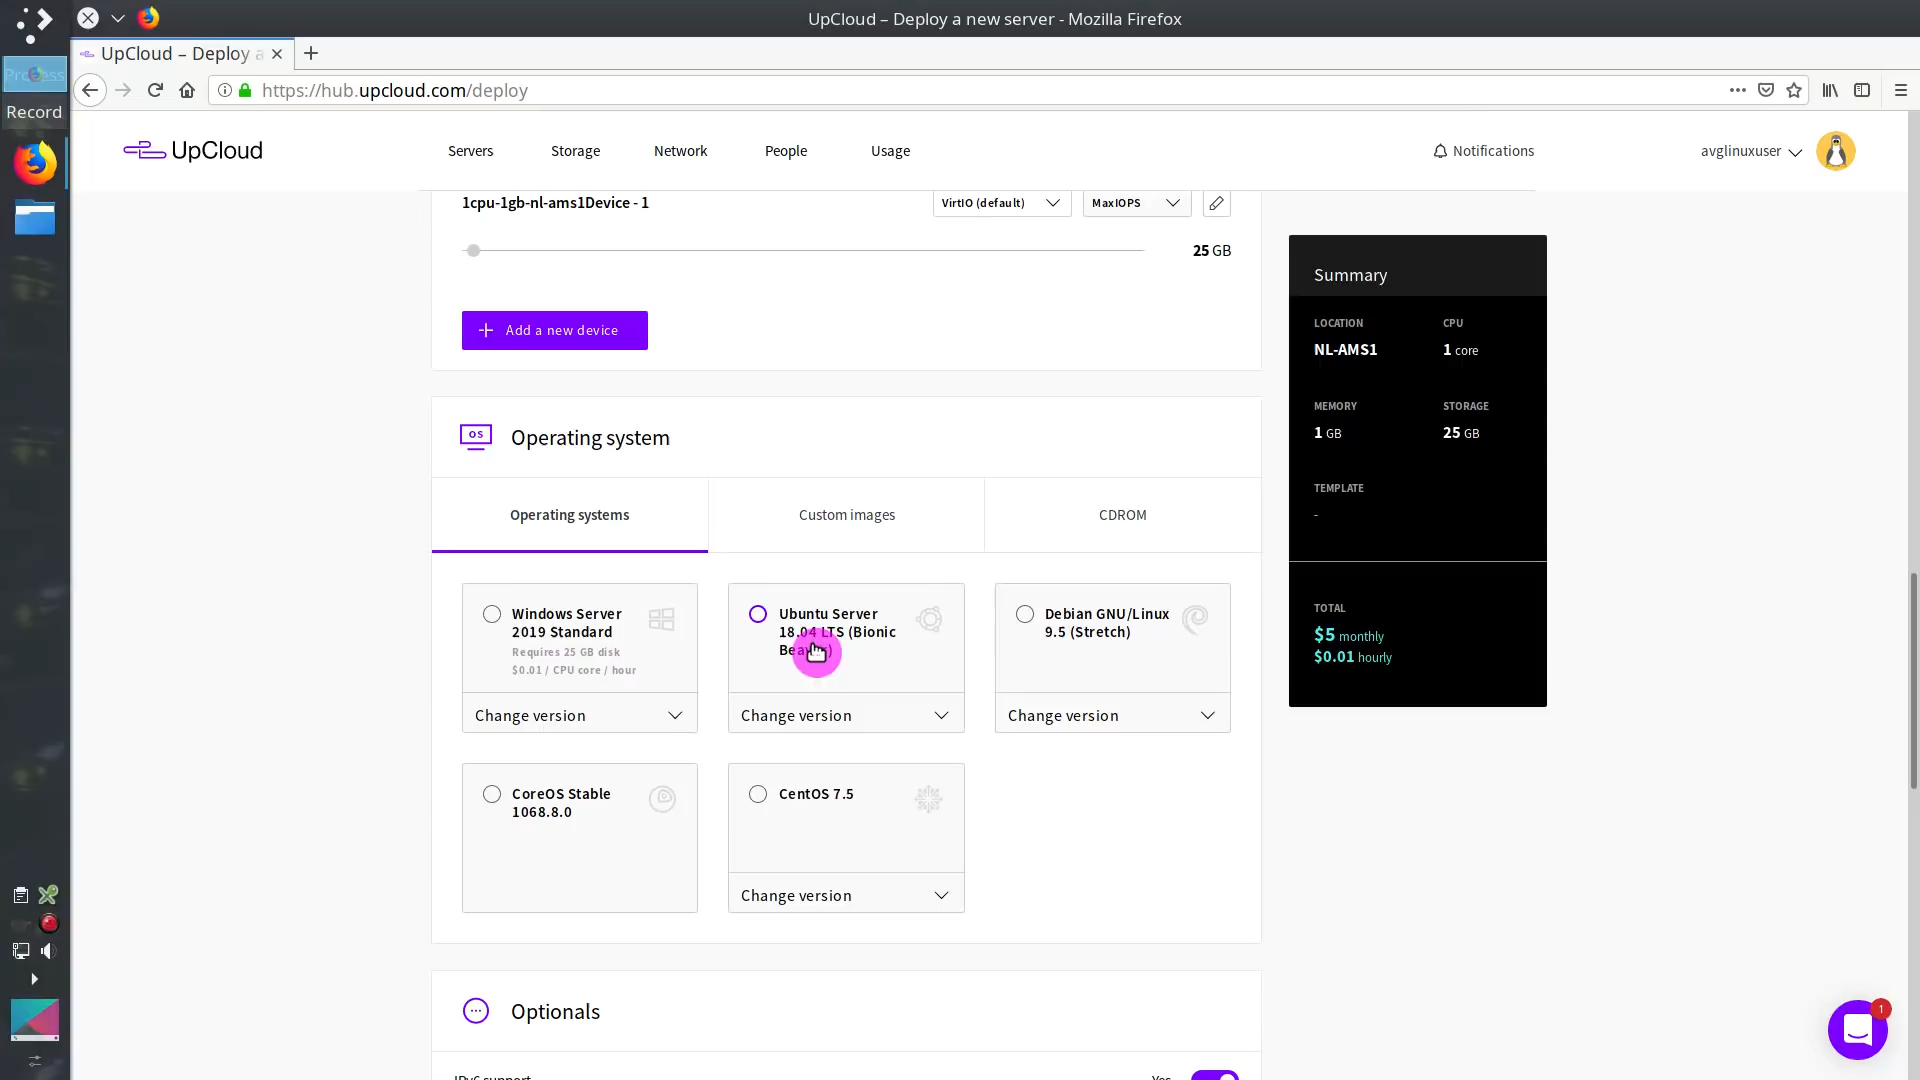 UpCloud – Deploy a new server - Mozilla Firefox
UpCloud – Deploy a
https://hub.upcloud.com/deploy
Record
UpCloud
Servers
Storage
Network
People
Usage
Notifications
avglinuxuser
1cpu-1gb-nl-ams1Device - 1
VirtIO (default)
MaxIOPS
25 GB
Add a new device
Summary
LOCATION
CPU
NL-AMS1
1 core
MEMORY
STORAGE
1 GB
25 GB
TEMPLATE
-
TOTAL
$5 monthly
$0.01 hourly
OS
Operating system
Operating systems
Custom images
CDROM
Windows Server
2019 Standard
Requires 25 GB disk
$0.01 / CPU core / hour
Change version
Ubuntu Server
18.04 LTS (Bionic
Change version
Debian GNU/Linux
9.5 (Stretch)
Change version
CoreOS Stable
1068.8.0
CentOS 7.5
Change version
Optionals
IPv6 support
Yes
1